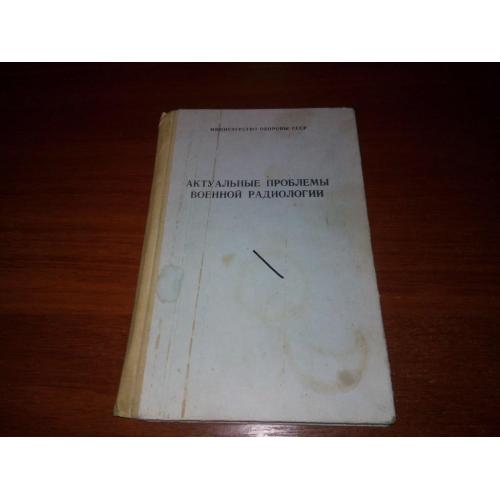 МИНИСТЕРСТВО ОБОРОНЫ СССР
АКТУАЛЬНЫЕ ПРОБЛЕМЫ
ВОЕННОЙ РАДИОЛОГИИ